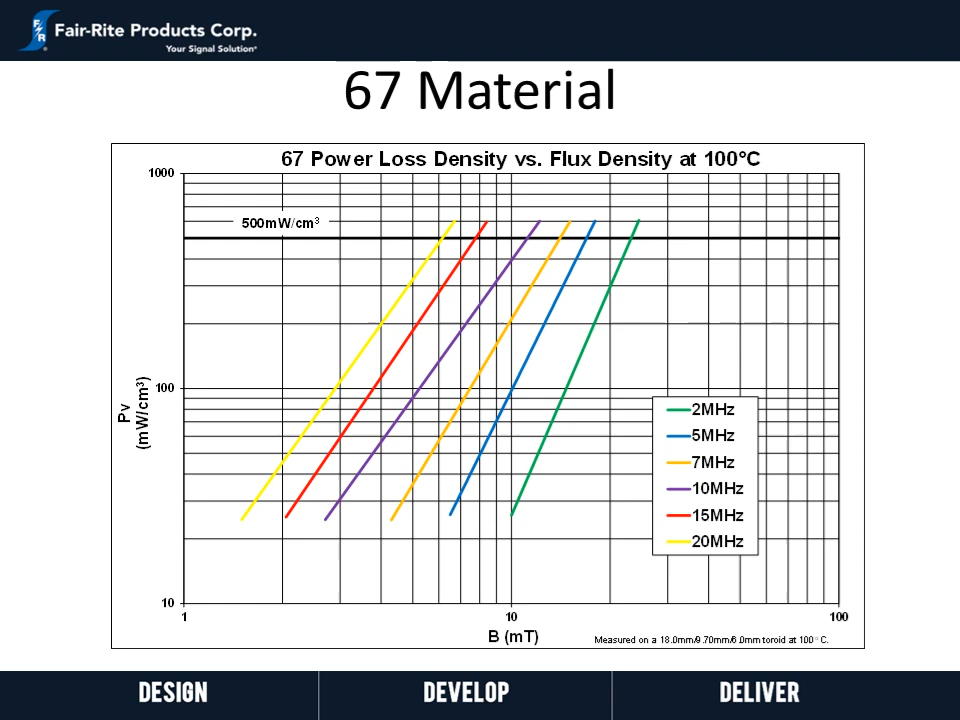 Fair-Rite Products Corp.
Your Signal Solution®
67 Material
67 Power Loss Density vs. Flux Density at 100°C
1000
500mW/cm³
100
Pv
(mW/cm³)
2MHz
5MHz
7MHz
10MHz
15MHz
20MHz
10
1
10
100
B (mT)
Measured on a 18.0mm/9.70mm/6.0mm toroid at 100°C.
DESIGN
DEVELOP
DELIVER